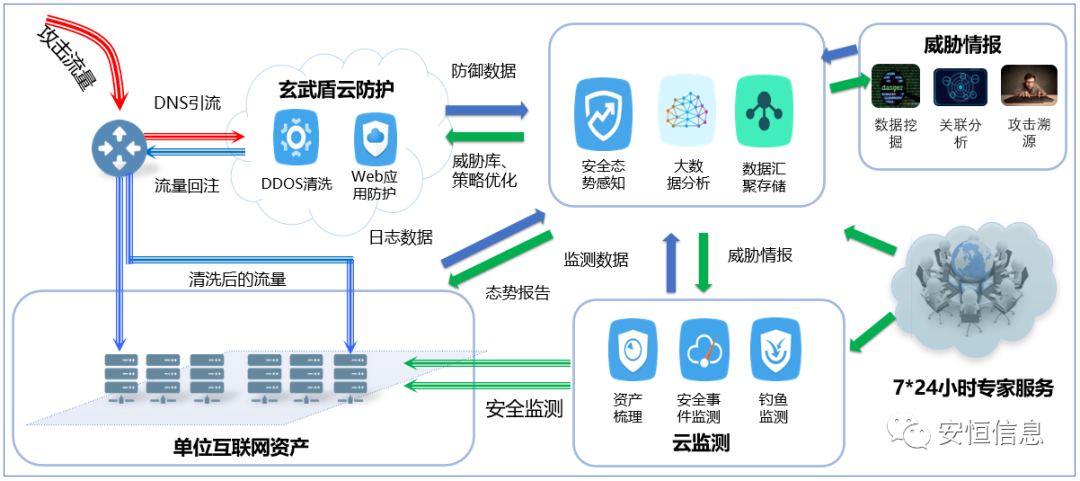 攻击流量
DNS引流
流量回注
玄武盾云防护
DDOS清洗
Web应
用防护
防御数据
威胁库、
策略优化
安全态
势感知
大数
据分析
数据汇
聚存储
威胁情报
danger
数据挖
掘
关联分
析
攻击溯
源
日志数据
态势报告
监测数据
威胁情报
清洗后的流量
单位互联网资产
安全监测
资产
梳理
安全事
件监测
钓鱼
监测
云监测
7*24小时专家服务
安恒信息